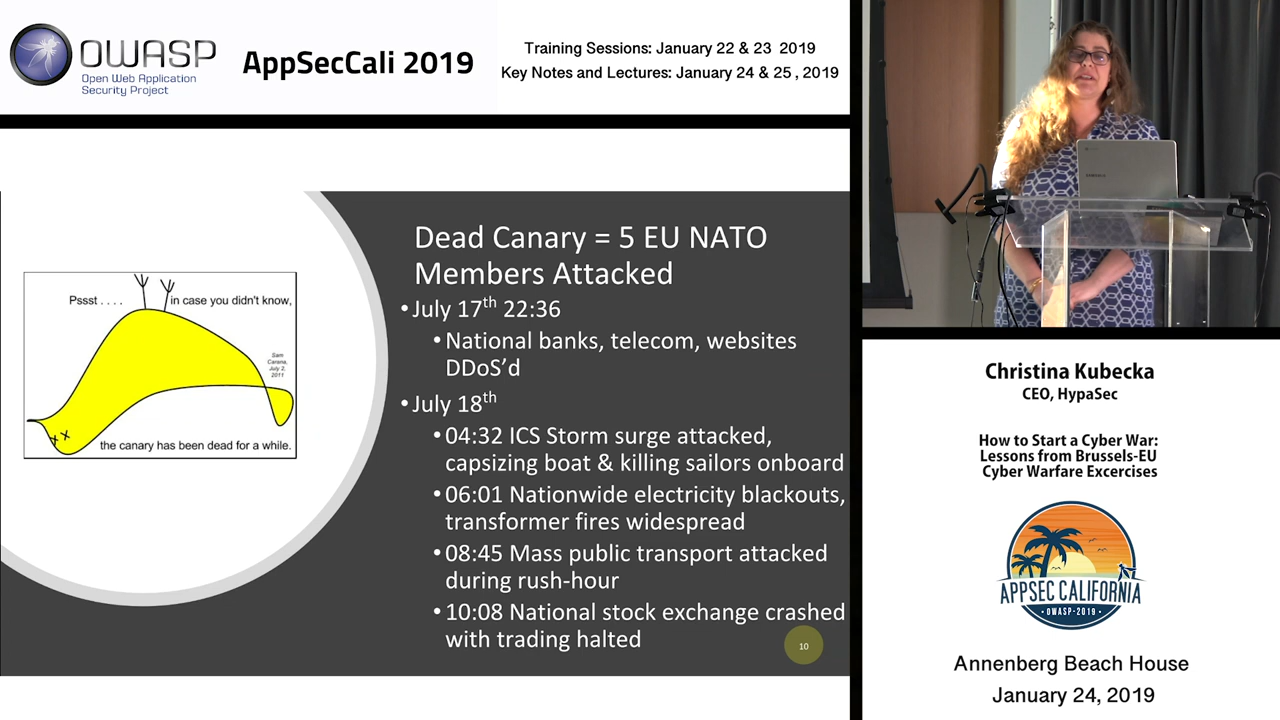 OWASP
Open Web Application
Security Project
AppSecCali 2019
Training Sessions: January 22 & 23 2019
Key Notes and Lectures: January 24 & 25 , 2019
Pssst . . . . in case you didn't know,
Sam
Carana,
July 2,
2011
the canary has been dead for a while.
Dead Canary = 5 EU NATO
Members Attacked
• July 17th 22:36
• National banks, telecom, websites
DDoS'd
• July 18th
• 04:32 ICS Storm surge attacked,
capsizing boat & killing sailors onboard
• 06:01 Nationwide electricity blackouts,
transformer fires widespread
• 08:45 Mass public transport attacked
during rush-hour
• 10:08 National stock exchange crashed
with trading halted
10
Christina Kubecka
CEO, HypaSec
How to Start a Cyber War:
Lessons from Brussels-EU
Cyber Warfare Excercises
APPSEC CALIFORNIA
• OWASP-2019 •
Annenberg Beach House
January 24, 2019